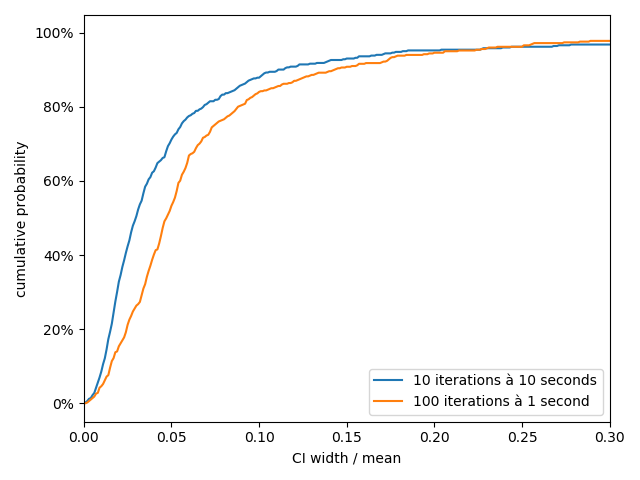 100%
80%
60%
40%
20%
0%
cumulative probability
0.00 0.05 0.10 0.15 0.20 0.25 0.30
CI width / mean
10 iterations à 10 seconds
100 iterations à 1 second